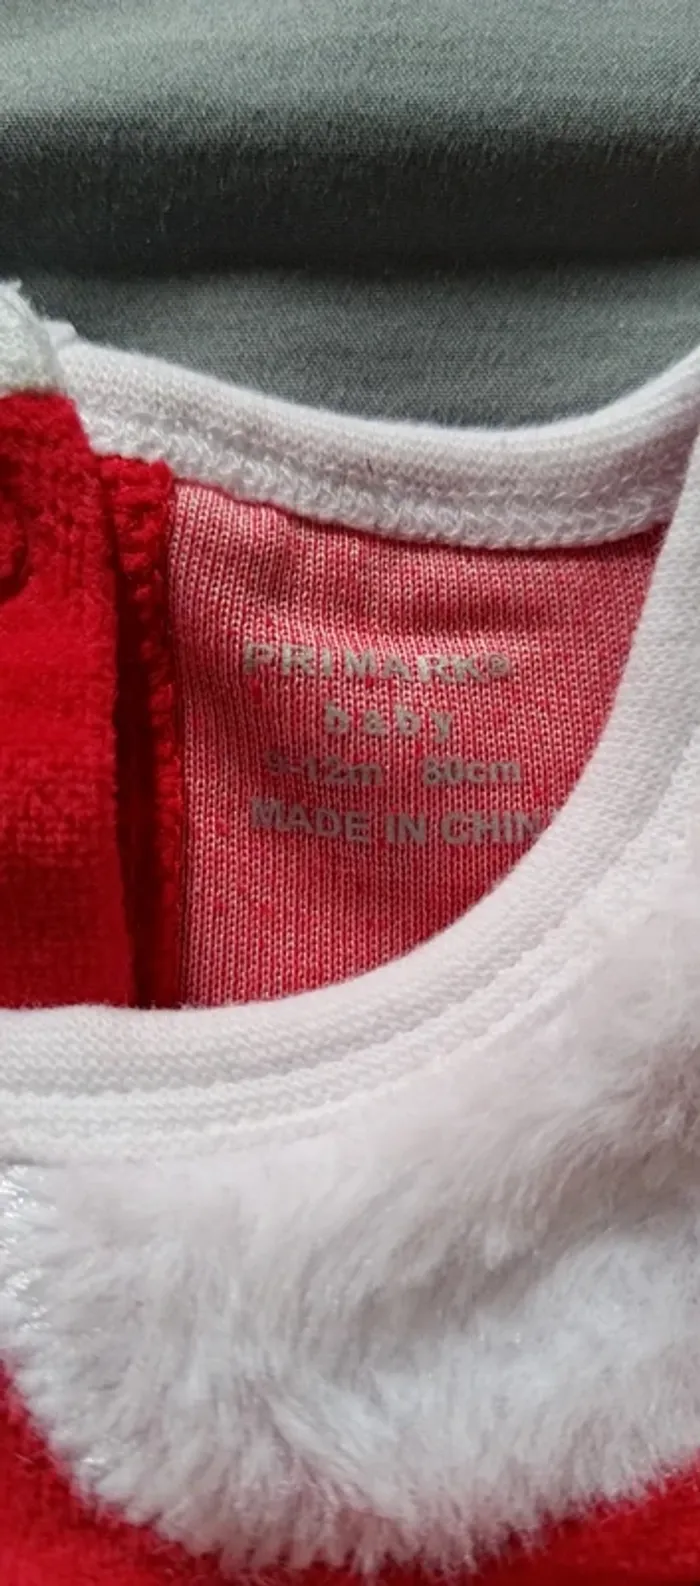 PRIMARK®
baby
9-12m 80cm
MADE IN CHIN